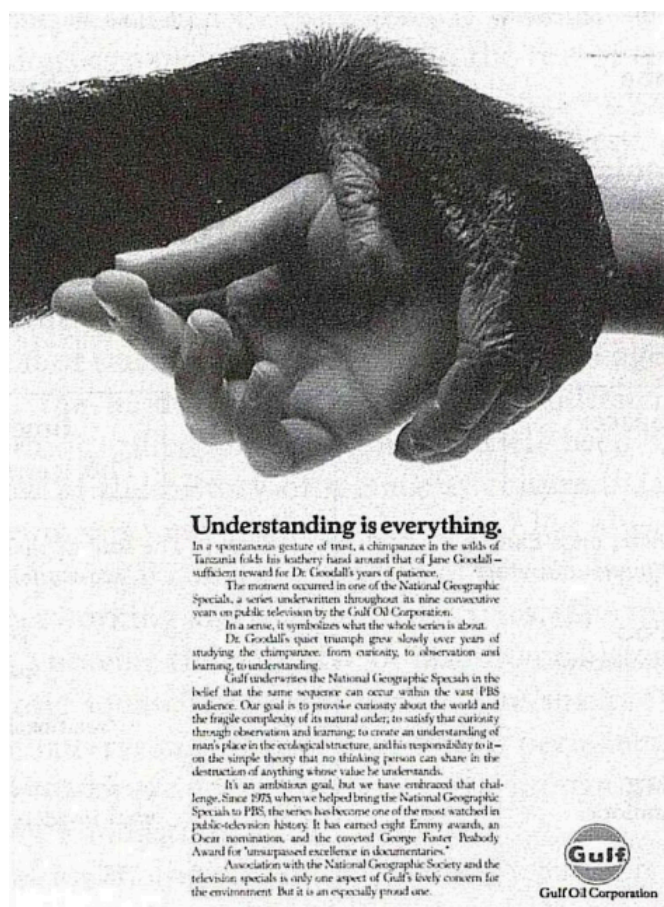 Understanding is everything.
In a spontaneous gesture of trust, a chimpanzee in the wilds of
Tanzania folds his leathery hand around that of Jane Goodall—
sufficient reward for Dr. Goodall's years of patience.
The moment occurred in one of the National Geographic
Specials, a series underwritten throughout its nine consecutive
years on public television by the Gulf Oil Corporation.
In a sense, it symbolizes what the whole series is about.
Dr. Goodall's quiet triumph grew slowly over years of
studying the chimpanzee, from curiosity, to observation and
learning, to understanding.
Gulf underwrites the National Geographic Specials in the
belief that the same sequence can occur within the vast PBS
audience. Our goal is to provoke curiosity about the world and
the fragile complexity of its natural order; to satisfy that curiosity
through observation and learning; to create an understanding of
man's place in the ecological structure, and his responsibility to it—
on the simple theory that no thinking person can share in the
destruction of anything whose value he understands.
It's an ambitious goal, but we have embraced that chal-
lenge. Since 1975, when we helped bring the National Geographic
Specials to PBS, the series has become one of the most watched in
public-television history. It has earned eight Emmy awards, an
Oscar nomination, and the coveted George Foster Peabody
Award for "unsurpassed excellence in documentaries."
Association with the National Geographic Society and the
television specials is only one aspect of Gulf's lively concern for
the environment. But it is an especially proud one.
Gulf
Gulf Oil Corporation